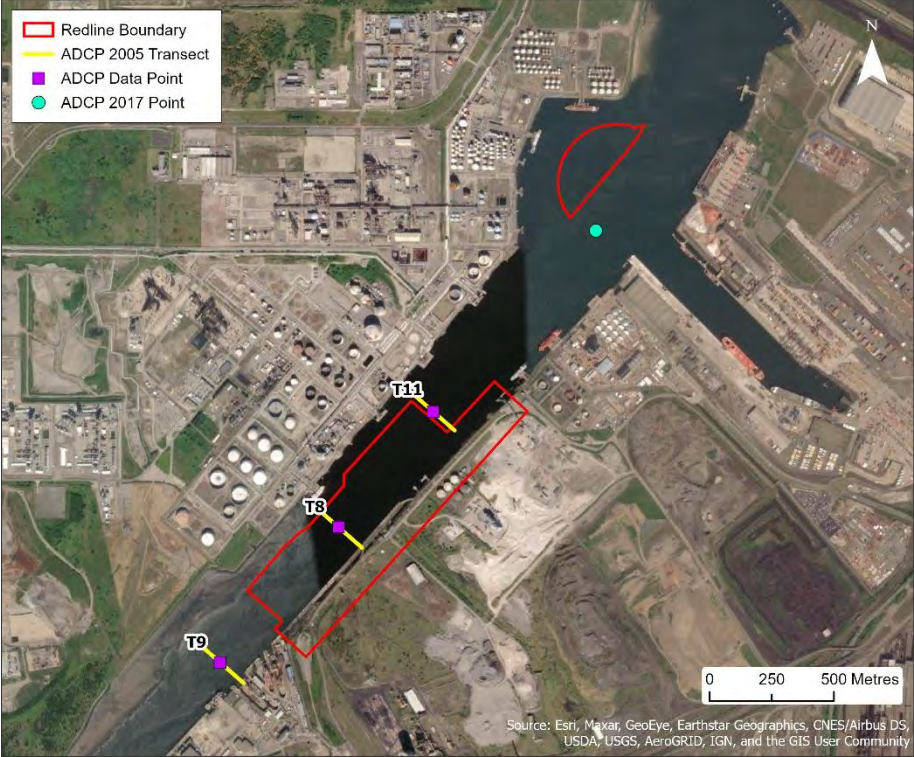 Redline Boundary
ADCP 2005 Transect
ADCP Data Point
ADCP 2017 Point
N
T11
T8
T9
0 250 500 Metres
Source: Esri, Maxar, GeoEye, Earthstar Geographics, CNES/Airbus DS,
USDA, USGS, AeroGRID, IGN, and the GIS User Community